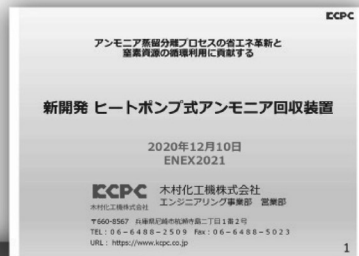 KCPC
アンモニア蒸留分離プロセスの省エネ革新と
窒素資源の循環利用に貢献する
新開発 ヒートポンプ式アンモニア回収装置
2020年12月10日
ENEX2021
KCPC 木村化工機株式会社
木村化工機株式会社 エンジニアリング事業部 営業部
〒660-8567 兵庫県尼崎市杭瀬寺島二丁目1番2号
TEL:06-6488-2509 Fax:06-6488-5023
URL: https://www.kcpc.co.jp
1